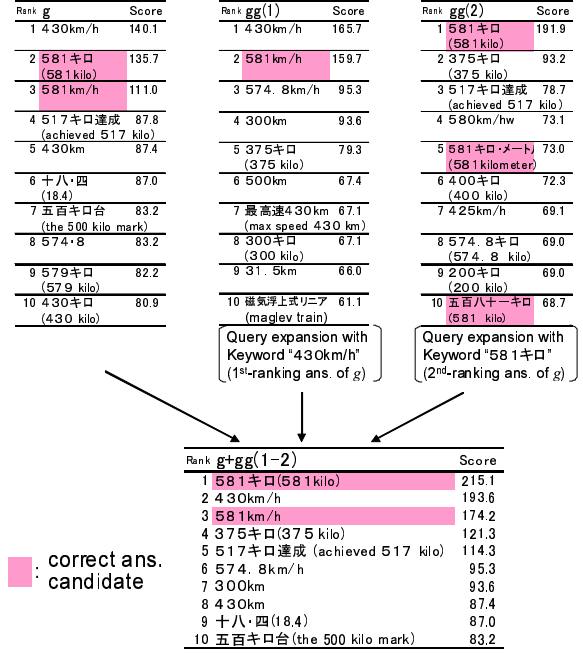 Rank g Score
1 430km/h 140.1
2 581キロ 135.7
(581kilo)
3 581km/h 111.0
4 517キロ達成 87.8
(achieved 517 kilo)
5 430km 87.4
6 十八・四 87.0
(18.4)
7 五百キロ台 83.2
(the 500 kilo mark)
8 574・8 83.2
9 579キロ 82.2
(579 kilo)
10 430キロ 80.9
(430 kilo)
Rank gg(1) Score
1 430km/h 165.7
2 581km/h 159.7
3 574.8km/h 95.3
4 300km 93.6
5 375キロ 79.3
(375 kilo)
6 500km 67.4
7 最高速430km 67.1
(max speed 430 km)
8 300キロ 67.1
(300 kilo)
9 31.5km 66.0
10 磁気浮上式リニア 61.1
(maglev train)
Query expansion with
Keyword "430km/h"
(1st-ranking ans. of g)
Rank gg(2) Score
1 581キロ 191.9
(581kilo)
2 375キロ 93.2
(375 kilo)
3 517キロ達成 78.7
(achieved 517 kilo)
4 580km/hw 73.1
5 581キロ・メートル 73.0
(581kilometer)
6 400キロ 72.3
(400 kilo)
7 425km/h 69.1
8 574.8キロ 69.0
(574.8 kilo)
9 200キロ 69.0
(200 kilo)
10 五百八十一キロ 68.7
(581 kilo)
Query expansion with
Keyword "581キロ"
(2nd-ranking ans. of g)
Rank g+gg(1-2) Score
1 581キロ(581kilo) 215.1
2 430km/h 193.6
3 581km/h 174.2
4 375キロ(375 kilo) 121.3
5 517キロ達成 (achieved 517 kilo) 114.3
6 574.8km/h 95.3
7 300km 93.6
8 430km 87.4
9 十八・四(18.4) 87.0
10 五百キロ台(the 500 kilo mark) 83.2
: correct ans.
candidate